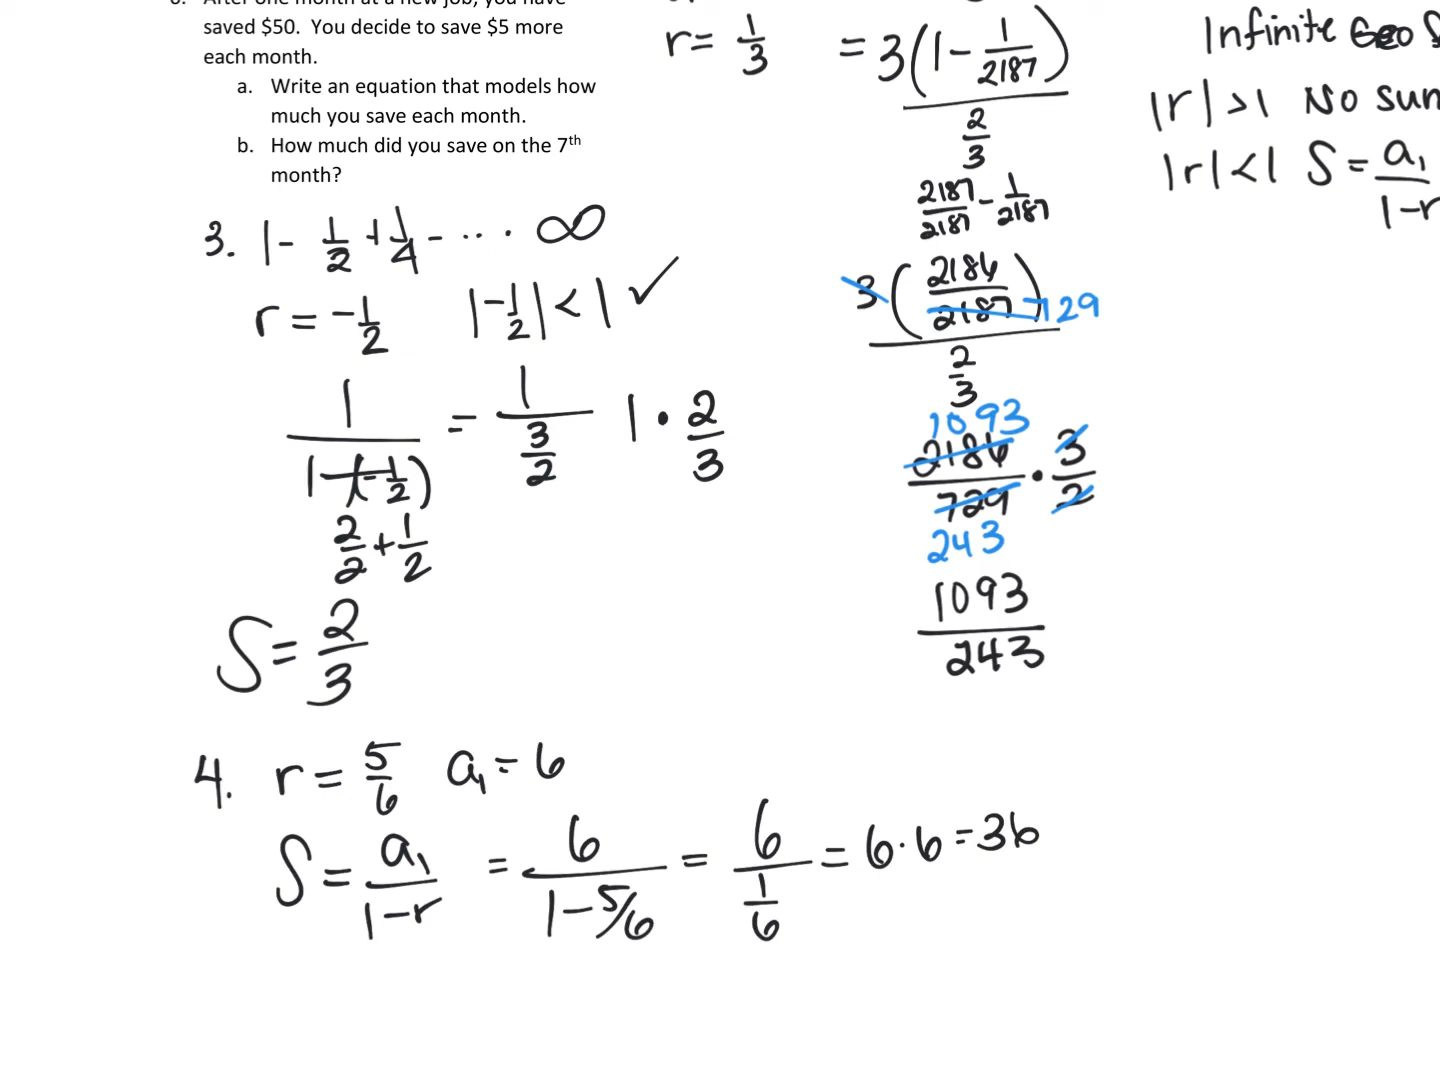 saved $50. You decide to save $5 more
each month.
a. Write an equation that models how
much you save each month.
b. How much did you save on the 7th
month?
3. 1 - 1/2 + 1/4 - ... . ∞
r = -1/2 |-1/2| < 1 ✓
1/(1-(-1/2)) = 1/(3/2) 1 · 2/3
2/2 + 1/2
S = 2/3
4. r = 5/6 a₁ = 6
S = a₁/(1-r) = 6/(1-5/6) = 6/(1/6) = 6·6 = 36
r = 1/3 = 3(1 - 1/2187)
2/3
2187/2187 - 1/2187
3(2186/2187) 729
2/3
1093
2186/729 · 3/2
243
1093/243
Infinite Geo
|r| > 1 No sum
|r| < 1 S = a₁/(1-r)